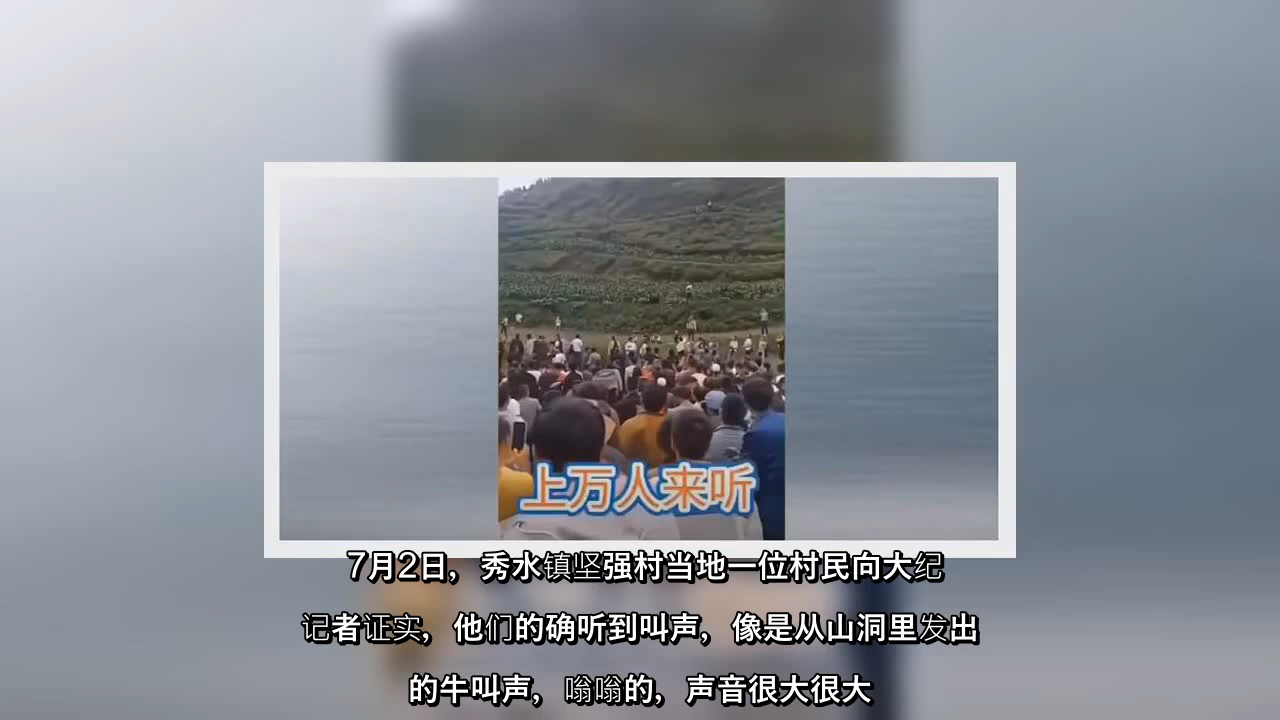 上万人来听
7月2日，秀水镇坚强村当地一位村民向大纪
记者证实，他们的确听到叫声，像是从山洞里发出
的牛叫声，嗡嗡的，声音很大很大